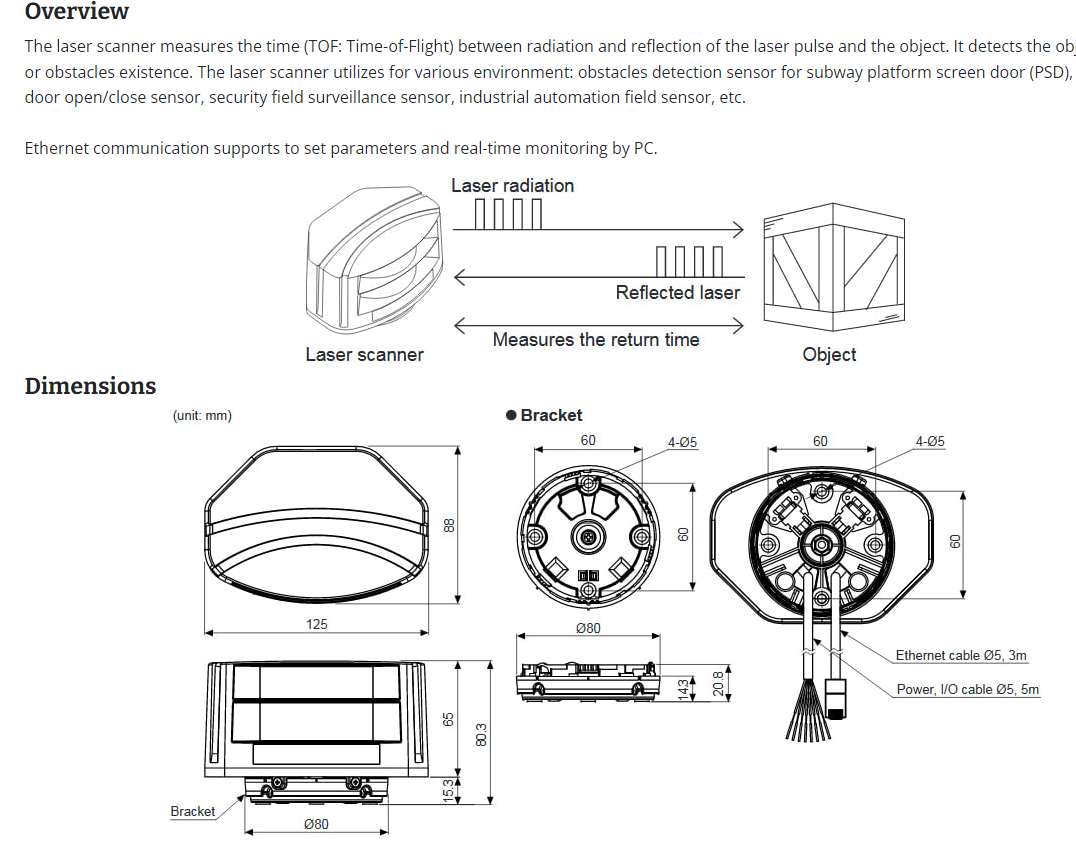 Overview
The laser scanner measures the time (TOF: Time-of-Flight) between radiation and reflection of the laser pulse and the object. It detects the
or obstacles existence. The laser scanner utilizes for various environment: obstacles detection sensor for subway platform screen door (PSD),
door open/close sensor, security field surveillance sensor, industrial automation field sensor, etc.
Ethernet communication supports to set parameters and real-time monitoring by PC.
Laser radiation
Reflected laser
Measures the return time
Laser scanner
Object
Dimensions
(unit: mm)
● Bracket
60
4-Ø5
60
4-Ø5
88
60
60
125
Ø80
Ethernet cable Ø5, 3m
Power, I/O cable Ø5, 5m
14.3
20.8
65
80.3
15.3
Bracket
Ø80